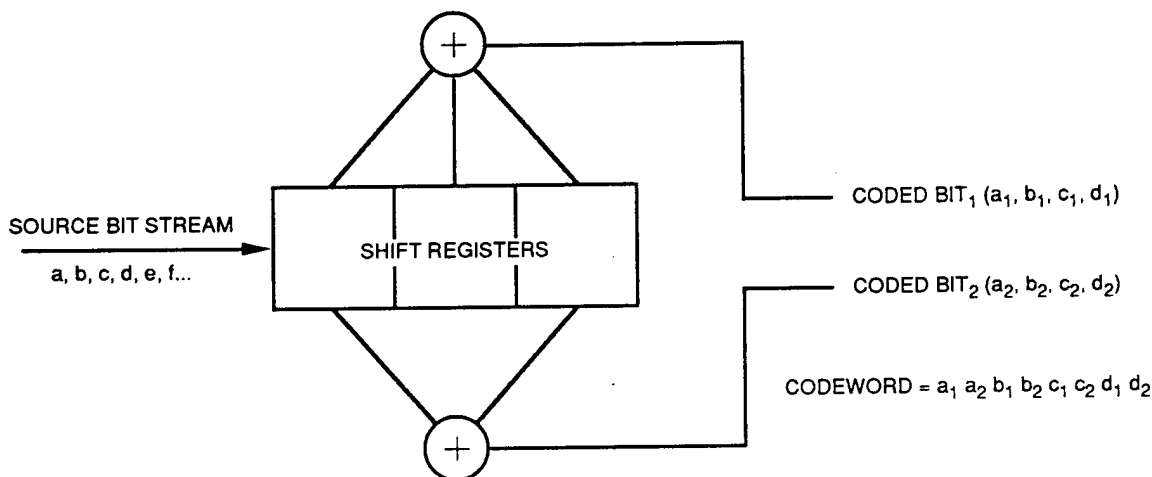 +
CODED BIT₁ (a₁, b₁, c₁, d₁)
SOURCE BIT STREAM
a, b, c, d, e, f...
SHIFT REGISTERS
CODED BIT₂ (a₂, b₂, c₂, d₂)
CODEWORD = a₁ a₂ b₁ b₂ c₁ c₂ d₁ d₂
+